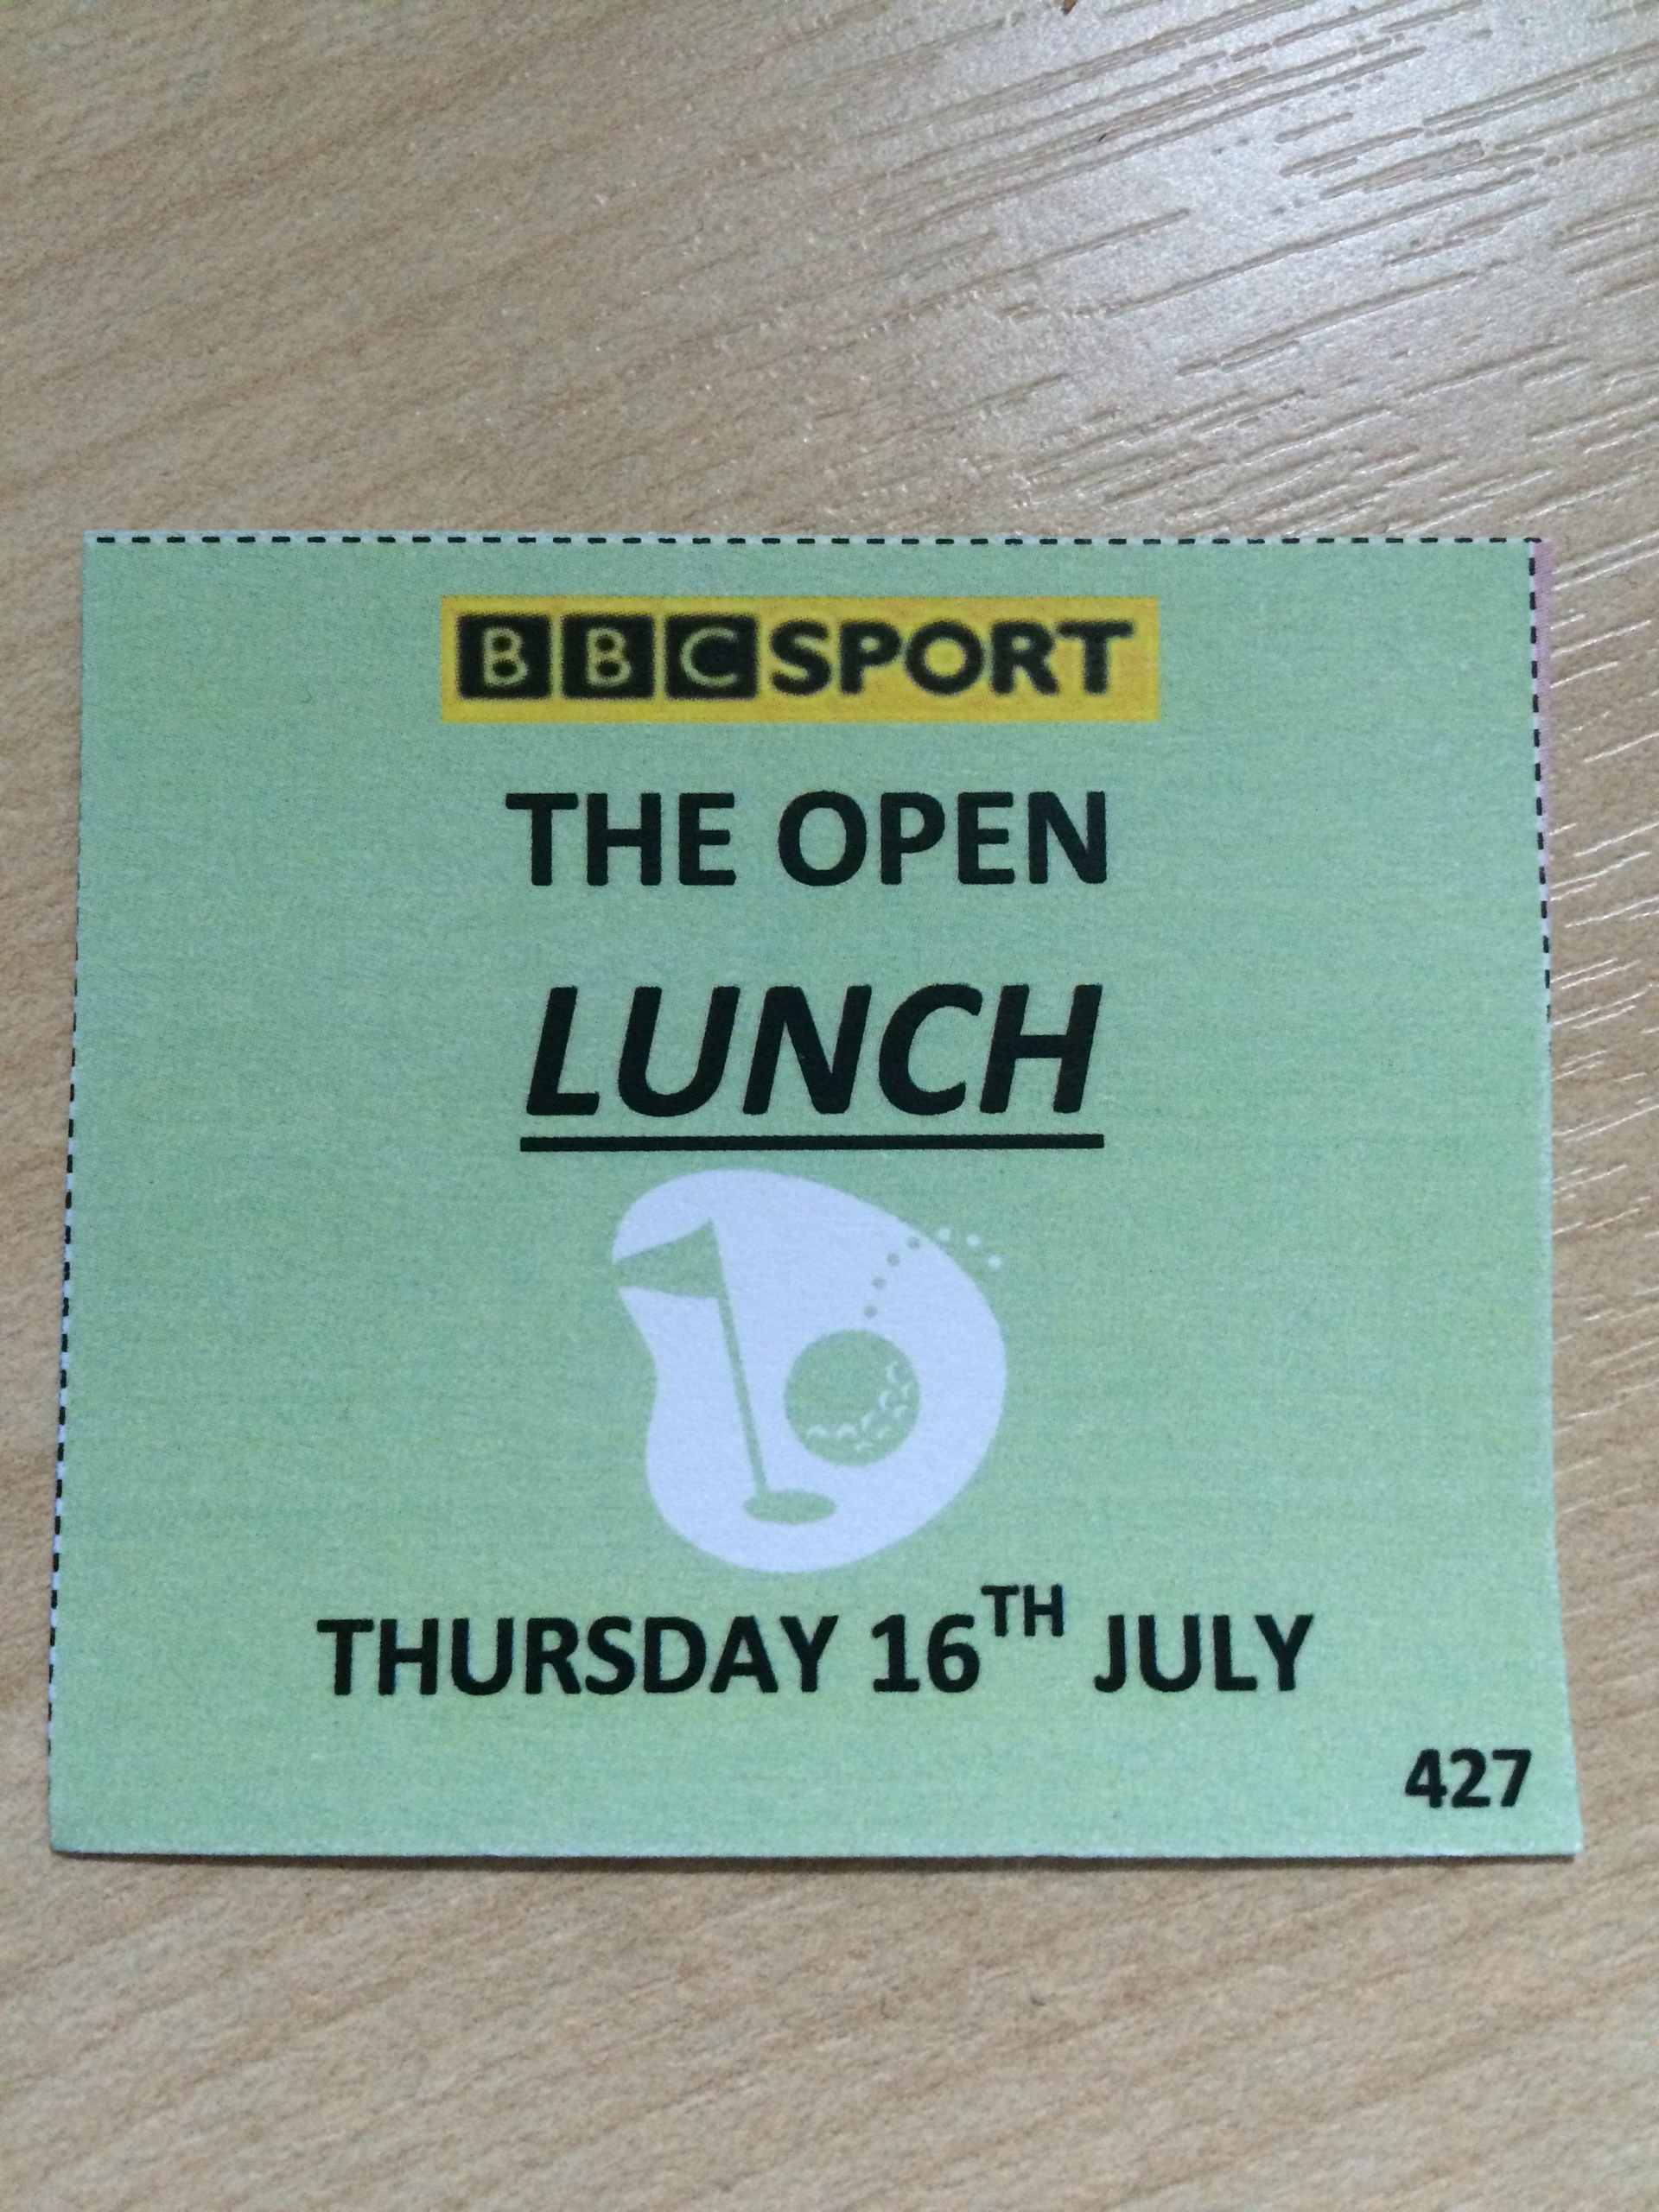 BBC SPORT
THE OPEN
LUNCH
THURSDAY 16TH JULY
427